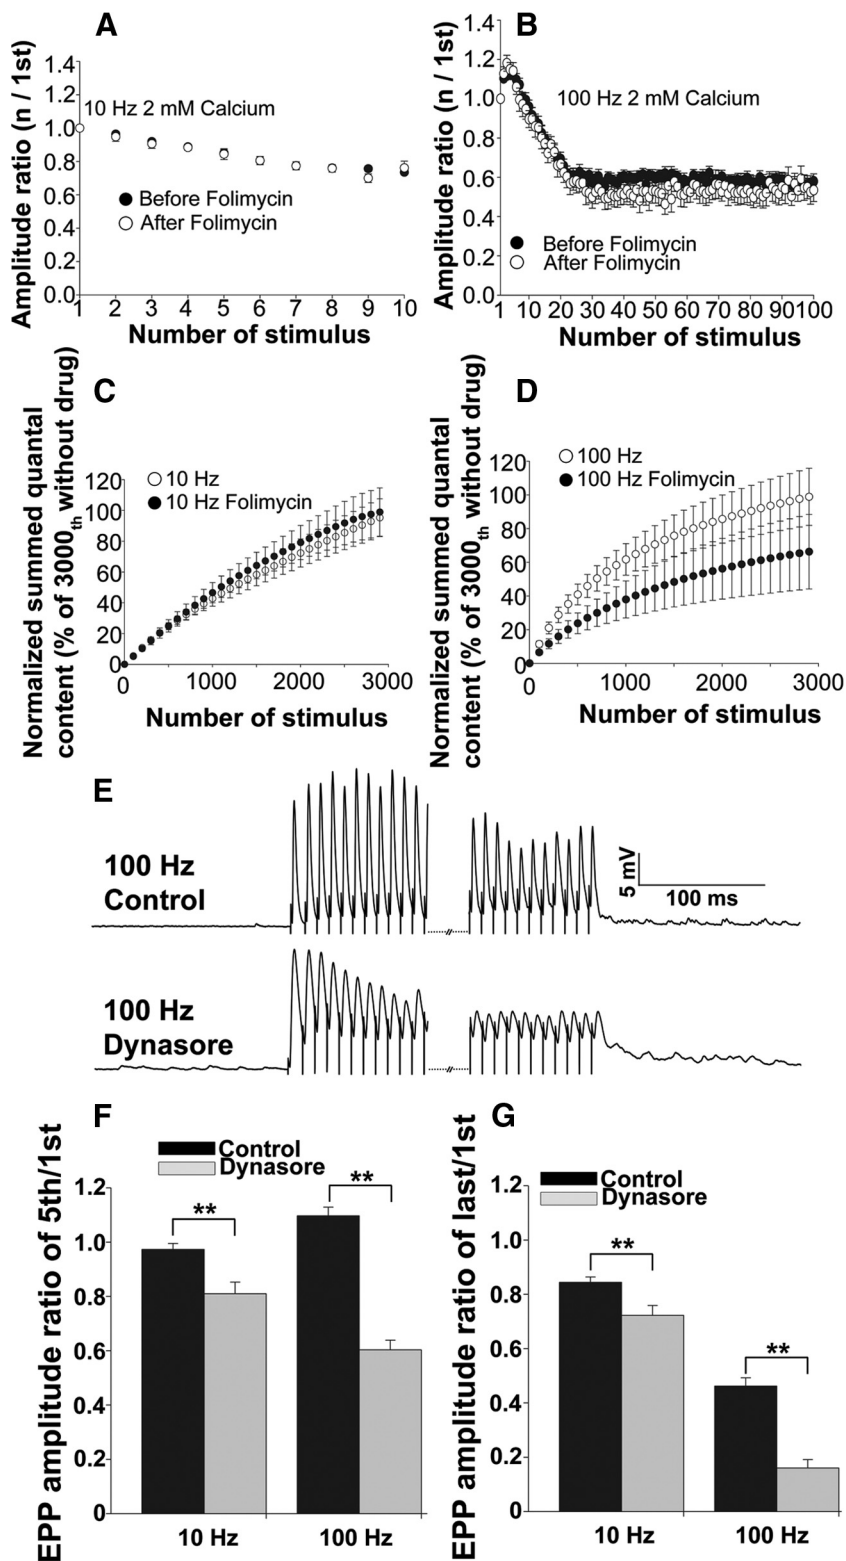 A
Amplitude ratio (n / 1st)
1.4
1.2
1.0
0.8
0.6
0.4
0.2
0.0
10 Hz 2 mM Calcium
Before Folimycin
After Folimycin
1 2 3 4 5 6 7 8 9 10
Number of stimulus
B
Amplitude ratio (n / 1st)
1.4
1.2
1.0
0.8
0.6
0.4
0.2
0.0
100 Hz 2 mM Calcium
Before Folimycin
After Folimycin
1 10 20 30 40 50 60 70 80 90 100
Number of stimulus
C
Normalized summed quantal
content (% of 3000th without drug)
120
100
80
60
40
20
0
10 Hz
10 Hz Folimycin
0 1000 2000 3000
Number of stimulus
D
Normalized summed quantal
content (% of 3000th without drug)
120
100
80
60
40
20
0
100 Hz
100 Hz Folimycin
0 1000 2000 3000
Number of stimulus
E
100 Hz
Control
5 mV
100 ms
100 Hz
Dynasore
F
EPP amplitude ratio of 5th/1st
Control
Dynasore
1.2
1.0
0.8
0.6
0.4
0.2
0
**
**
10 Hz 100 Hz
G
EPP amplitude ratio of last/1st
Control
Dynasore
1.2
1.0
0.8
0.6
0.4
0.2
0
**
**
10 Hz 100 Hz